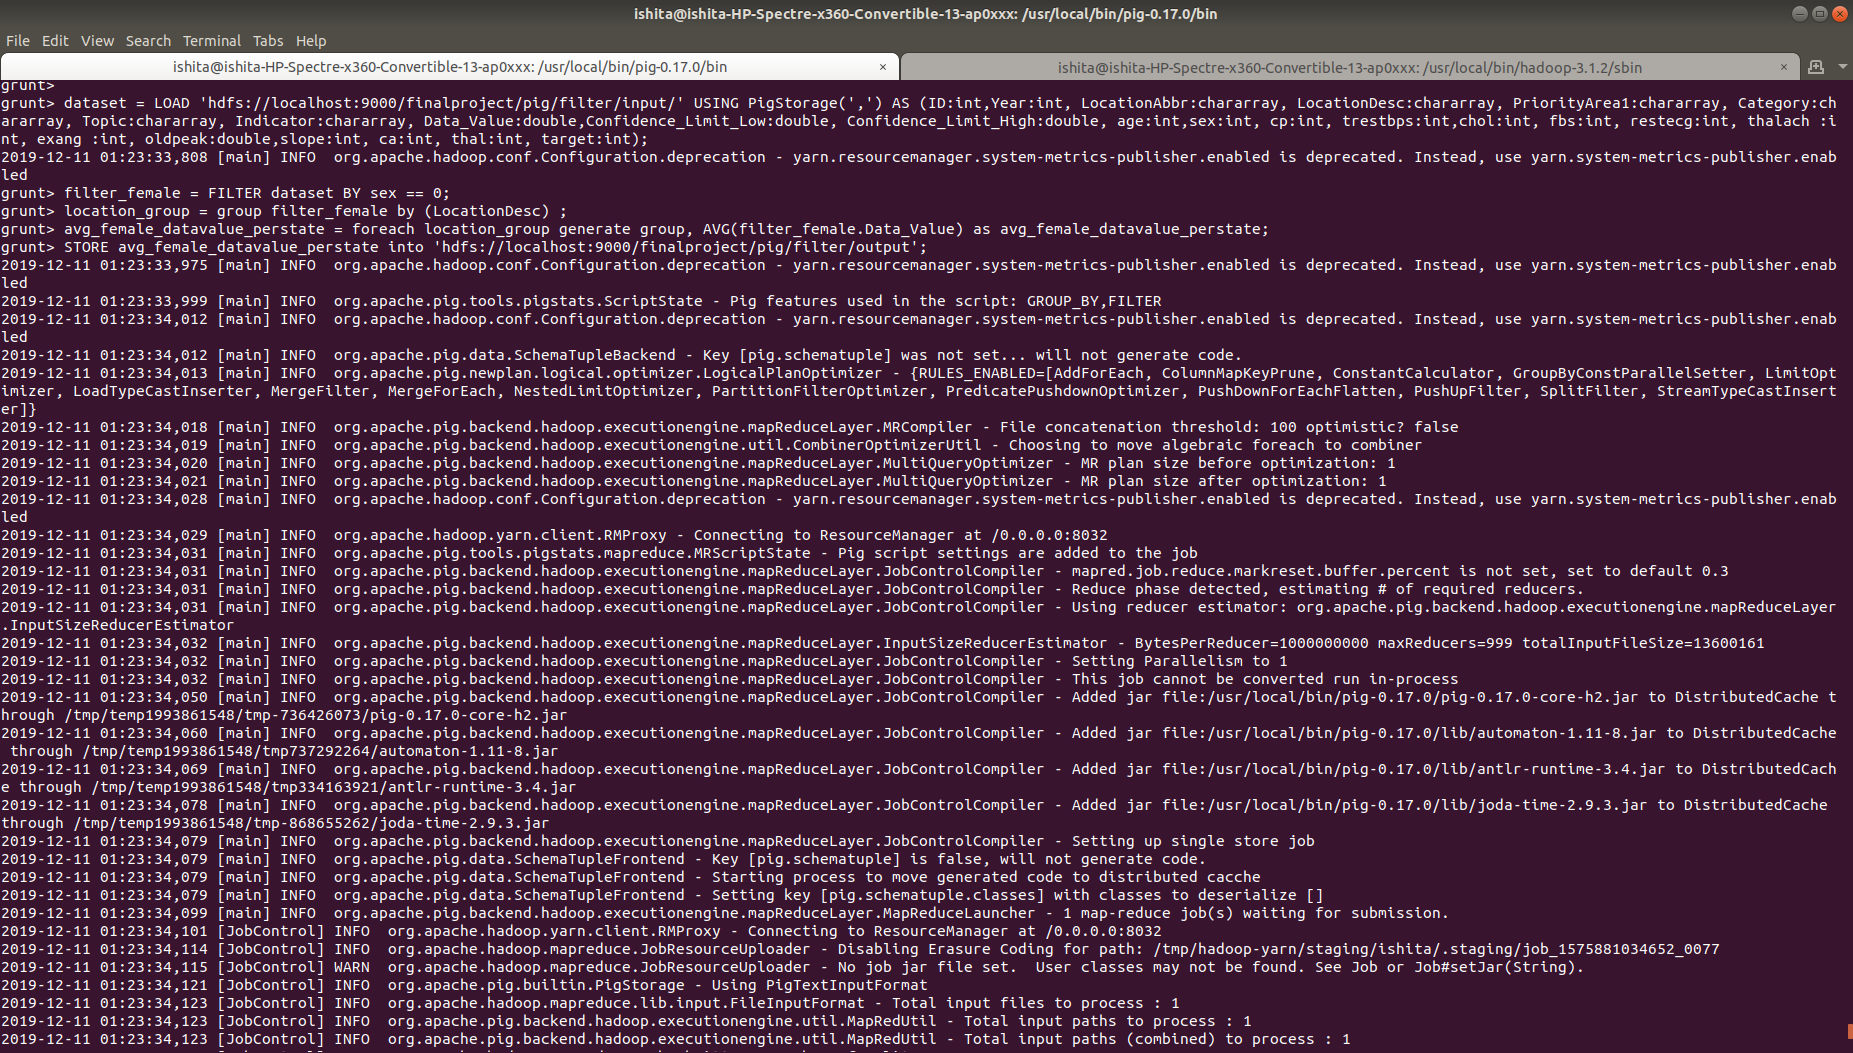 ishita@ishita-HP-Spectre-x360-Convertible-13-ap0xxx: /usr/local/bin/pig-0.17.0/bin
File Edit View Search Terminal Tabs Help
ishita@ishita-HP-Spectre-x360-Convertible-13-ap0xxx: /usr/local/bin/pig-0.17.0/bin × ishita@ishita-HP-Spectre-x360-Convertible-13-ap0xxx: /usr/local/bin/hadoop-3.1.2/sbin ×
grunt>
grunt> dataset = LOAD 'hdfs://localhost:9000/finalproject/pig/filter/input/' USING PigStorage(',') AS (ID:int,Year:int, LocationAbbr:chararray, LocationDesc:chararray, PriorityArea1:chararray, Category:ch
ararray, Topic:chararray, Indicator:chararray, Data_Value:double,Confidence_Limit_Low:double, Confidence_Limit_High:double, age:int,sex:int, cp:int, trestbps:int,chol:int, fbs:int, restecg:int, thalach :i
nt, exang :int, oldpeak:double,slope:int, ca:int, thal:int, target:int);
2019-12-11 01:23:33,808 [main] INFO  org.apache.hadoop.conf.Configuration.deprecation - yarn.resourcemanager.system-metrics-publisher.enabled is deprecated. Instead, use yarn.system-metrics-publisher.enab
led
grunt> filter_female = FILTER dataset BY sex == 0;
grunt> location_group = group filter_female by (LocationDesc) ;
grunt> avg_female_datavalue_perstate = foreach location_group generate group, AVG(filter_female.Data_Value) as avg_female_datavalue_perstate;
grunt> STORE avg_female_datavalue_perstate into 'hdfs://localhost:9000/finalproject/pig/filter/output';
2019-12-11 01:23:33,975 [main] INFO  org.apache.hadoop.conf.Configuration.deprecation - yarn.resourcemanager.system-metrics-publisher.enabled is deprecated. Instead, use yarn.system-metrics-publisher.enab
led
2019-12-11 01:23:33,999 [main] INFO  org.apache.pig.tools.pigstats.ScriptState - Pig features used in the script: GROUP_BY,FILTER
2019-12-11 01:23:34,012 [main] INFO  org.apache.hadoop.conf.Configuration.deprecation - yarn.resourcemanager.system-metrics-publisher.enabled is deprecated. Instead, use yarn.system-metrics-publisher.enab
led
2019-12-11 01:23:34,012 [main] INFO  org.apache.pig.data.SchemaTupleBackend - Key [pig.schematuple] was not set... will not generate code.
2019-12-11 01:23:34,013 [main] INFO  org.apache.pig.newplan.logical.optimizer.LogicalPlanOptimizer - {RULES_ENABLED=[AddForEach, ColumnMapKeyPrune, ConstantCalculator, GroupByConstParallelSetter, LimitOpt
imizer, LoadTypeCastInserter, MergeFilter, MergeForEach, NestedLimitOptimizer, PartitionFilterOptimizer, PredicatePushdownOptimizer, PushDownForEachFlatten, PushUpFilter, SplitFilter, StreamTypeCastInsert
er]}
2019-12-11 01:23:34,018 [main] INFO  org.apache.pig.backend.hadoop.executionengine.mapReduceLayer.MRCompiler - File concatenation threshold: 100 optimistic? false
2019-12-11 01:23:34,019 [main] INFO  org.apache.pig.backend.hadoop.executionengine.util.CombinerOptimizerUtil - Choosing to move algebraic foreach to combiner
2019-12-11 01:23:34,020 [main] INFO  org.apache.pig.backend.hadoop.executionengine.mapReduceLayer.MultiQueryOptimizer - MR plan size before optimization: 1
2019-12-11 01:23:34,021 [main] INFO  org.apache.pig.backend.hadoop.executionengine.mapReduceLayer.MultiQueryOptimizer - MR plan size after optimization: 1
2019-12-11 01:23:34,028 [main] INFO  org.apache.hadoop.conf.Configuration.deprecation - yarn.resourcemanager.system-metrics-publisher.enabled is deprecated. Instead, use yarn.system-metrics-publisher.enab
led
2019-12-11 01:23:34,029 [main] INFO  org.apache.hadoop.yarn.client.RMProxy - Connecting to ResourceManager at /0.0.0.0:8032
2019-12-11 01:23:34,031 [main] INFO  org.apache.pig.tools.pigstats.mapreduce.MRScriptState - Pig script settings are added to the job
2019-12-11 01:23:34,031 [main] INFO  org.apache.pig.backend.hadoop.executionengine.mapReduceLayer.JobControlCompiler - mapred.job.reduce.markreset.buffer.percent is not set, set to default 0.3
2019-12-11 01:23:34,031 [main] INFO  org.apache.pig.backend.hadoop.executionengine.mapReduceLayer.JobControlCompiler - Reduce phase detected, estimating # of required reducers.
2019-12-11 01:23:34,031 [main] INFO  org.apache.pig.backend.hadoop.executionengine.mapReduceLayer.JobControlCompiler - Using reducer estimator: org.apache.pig.backend.hadoop.executionengine.mapReduceLayer
.InputSizeReducerEstimator
2019-12-11 01:23:34,032 [main] INFO  org.apache.pig.backend.hadoop.executionengine.mapReduceLayer.InputSizeReducerEstimator - BytesPerReducer=1000000000 maxReducers=999 totalInputFileSize=13600161
2019-12-11 01:23:34,032 [main] INFO  org.apache.pig.backend.hadoop.executionengine.mapReduceLayer.JobControlCompiler - Setting Parallelism to 1
2019-12-11 01:23:34,032 [main] INFO  org.apache.pig.backend.hadoop.executionengine.mapReduceLayer.JobControlCompiler - This job cannot be converted run in-process
2019-12-11 01:23:34,050 [main] INFO  org.apache.pig.backend.hadoop.executionengine.mapReduceLayer.JobControlCompiler - Added jar file:/usr/local/bin/pig-0.17.0/pig-0.17.0-core-h2.jar to DistributedCache t
hrough /tmp/temp1993861548/tmp-736426073/pig-0.17.0-core-h2.jar
2019-12-11 01:23:34,060 [main] INFO  org.apache.pig.backend.hadoop.executionengine.mapReduceLayer.JobControlCompiler - Added jar file:/usr/local/bin/pig-0.17.0/lib/automaton-1.11-8.jar to DistributedCache
 through /tmp/temp1993861548/tmp737292264/automaton-1.11-8.jar
2019-12-11 01:23:34,069 [main] INFO  org.apache.pig.backend.hadoop.executionengine.mapReduceLayer.JobControlCompiler - Added jar file:/usr/local/bin/pig-0.17.0/lib/antlr-runtime-3.4.jar to DistributedCach
e through /tmp/temp1993861548/tmp334163921/antlr-runtime-3.4.jar
2019-12-11 01:23:34,078 [main] INFO  org.apache.pig.backend.hadoop.executionengine.mapReduceLayer.JobControlCompiler - Added jar file:/usr/local/bin/pig-0.17.0/lib/joda-time-2.9.3.jar to DistributedCache
through /tmp/temp1993861548/tmp-868655262/joda-time-2.9.3.jar
2019-12-11 01:23:34,079 [main] INFO  org.apache.pig.backend.hadoop.executionengine.mapReduceLayer.JobControlCompiler - Setting up single store job
2019-12-11 01:23:34,079 [main] INFO  org.apache.pig.data.SchemaTupleFrontend - Key [pig.schematuple] is false, will not generate code.
2019-12-11 01:23:34,079 [main] INFO  org.apache.pig.data.SchemaTupleFrontend - Starting process to move generated code to distributed cacche
2019-12-11 01:23:34,079 [main] INFO  org.apache.pig.data.SchemaTupleFrontend - Setting key [pig.schematuple.classes] with classes to deserialize []
2019-12-11 01:23:34,099 [main] INFO  org.apache.pig.backend.hadoop.executionengine.mapReduceLayer.MapReduceLauncher - 1 map-reduce job(s) waiting for submission.
2019-12-11 01:23:34,101 [JobControl] INFO  org.apache.hadoop.yarn.client.RMProxy - Connecting to ResourceManager at /0.0.0.0:8032
2019-12-11 01:23:34,114 [JobControl] INFO  org.apache.hadoop.mapreduce.JobResourceUploader - Disabling Erasure Coding for path: /tmp/hadoop-yarn/staging/ishita/.staging/job_1575881034652_0077
2019-12-11 01:23:34,115 [JobControl] WARN  org.apache.hadoop.mapreduce.JobResourceUploader - No job jar file set.  User classes may not be found. See Job or Job#setJar(String).
2019-12-11 01:23:34,121 [JobControl] INFO  org.apache.pig.builtin.PigStorage - Using PigTextInputFormat
2019-12-11 01:23:34,123 [JobControl] INFO  org.apache.hadoop.mapreduce.lib.input.FileInputFormat - Total input files to process : 1
2019-12-11 01:23:34,123 [JobControl] INFO  org.apache.pig.backend.hadoop.executionengine.util.MapRedUtil - Total input paths to process : 1
2019-12-11 01:23:34,123 [JobControl] INFO  org.apache.pig.backend.hadoop.executionengine.util.MapRedUtil - Total input paths (combined) to process : 1